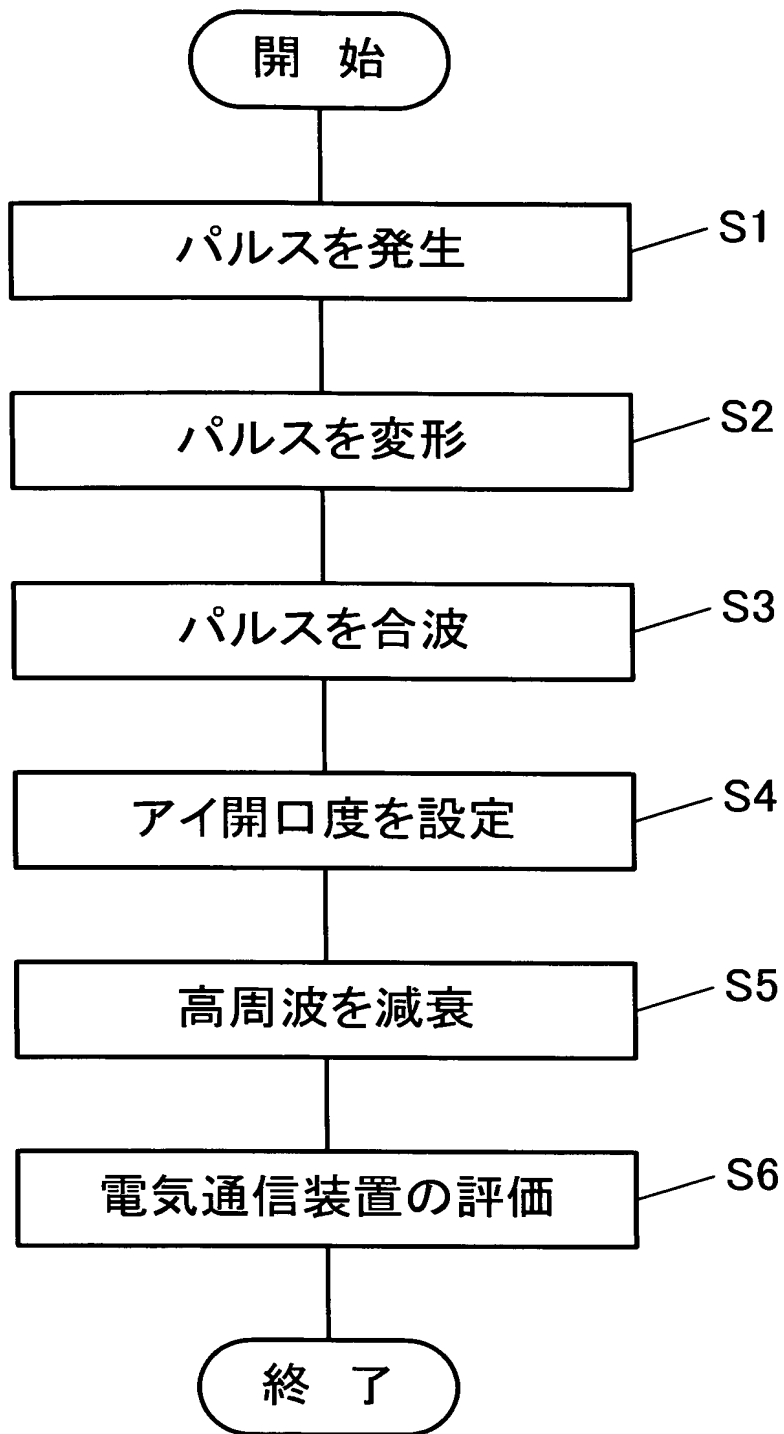 開 始
パルスを発生
S1
パルスを変形
S2
パルスを合波
S3
アイ開口度を設定
S4
高周波を減衰
S5
電気通信装置の評価
S6
終 了